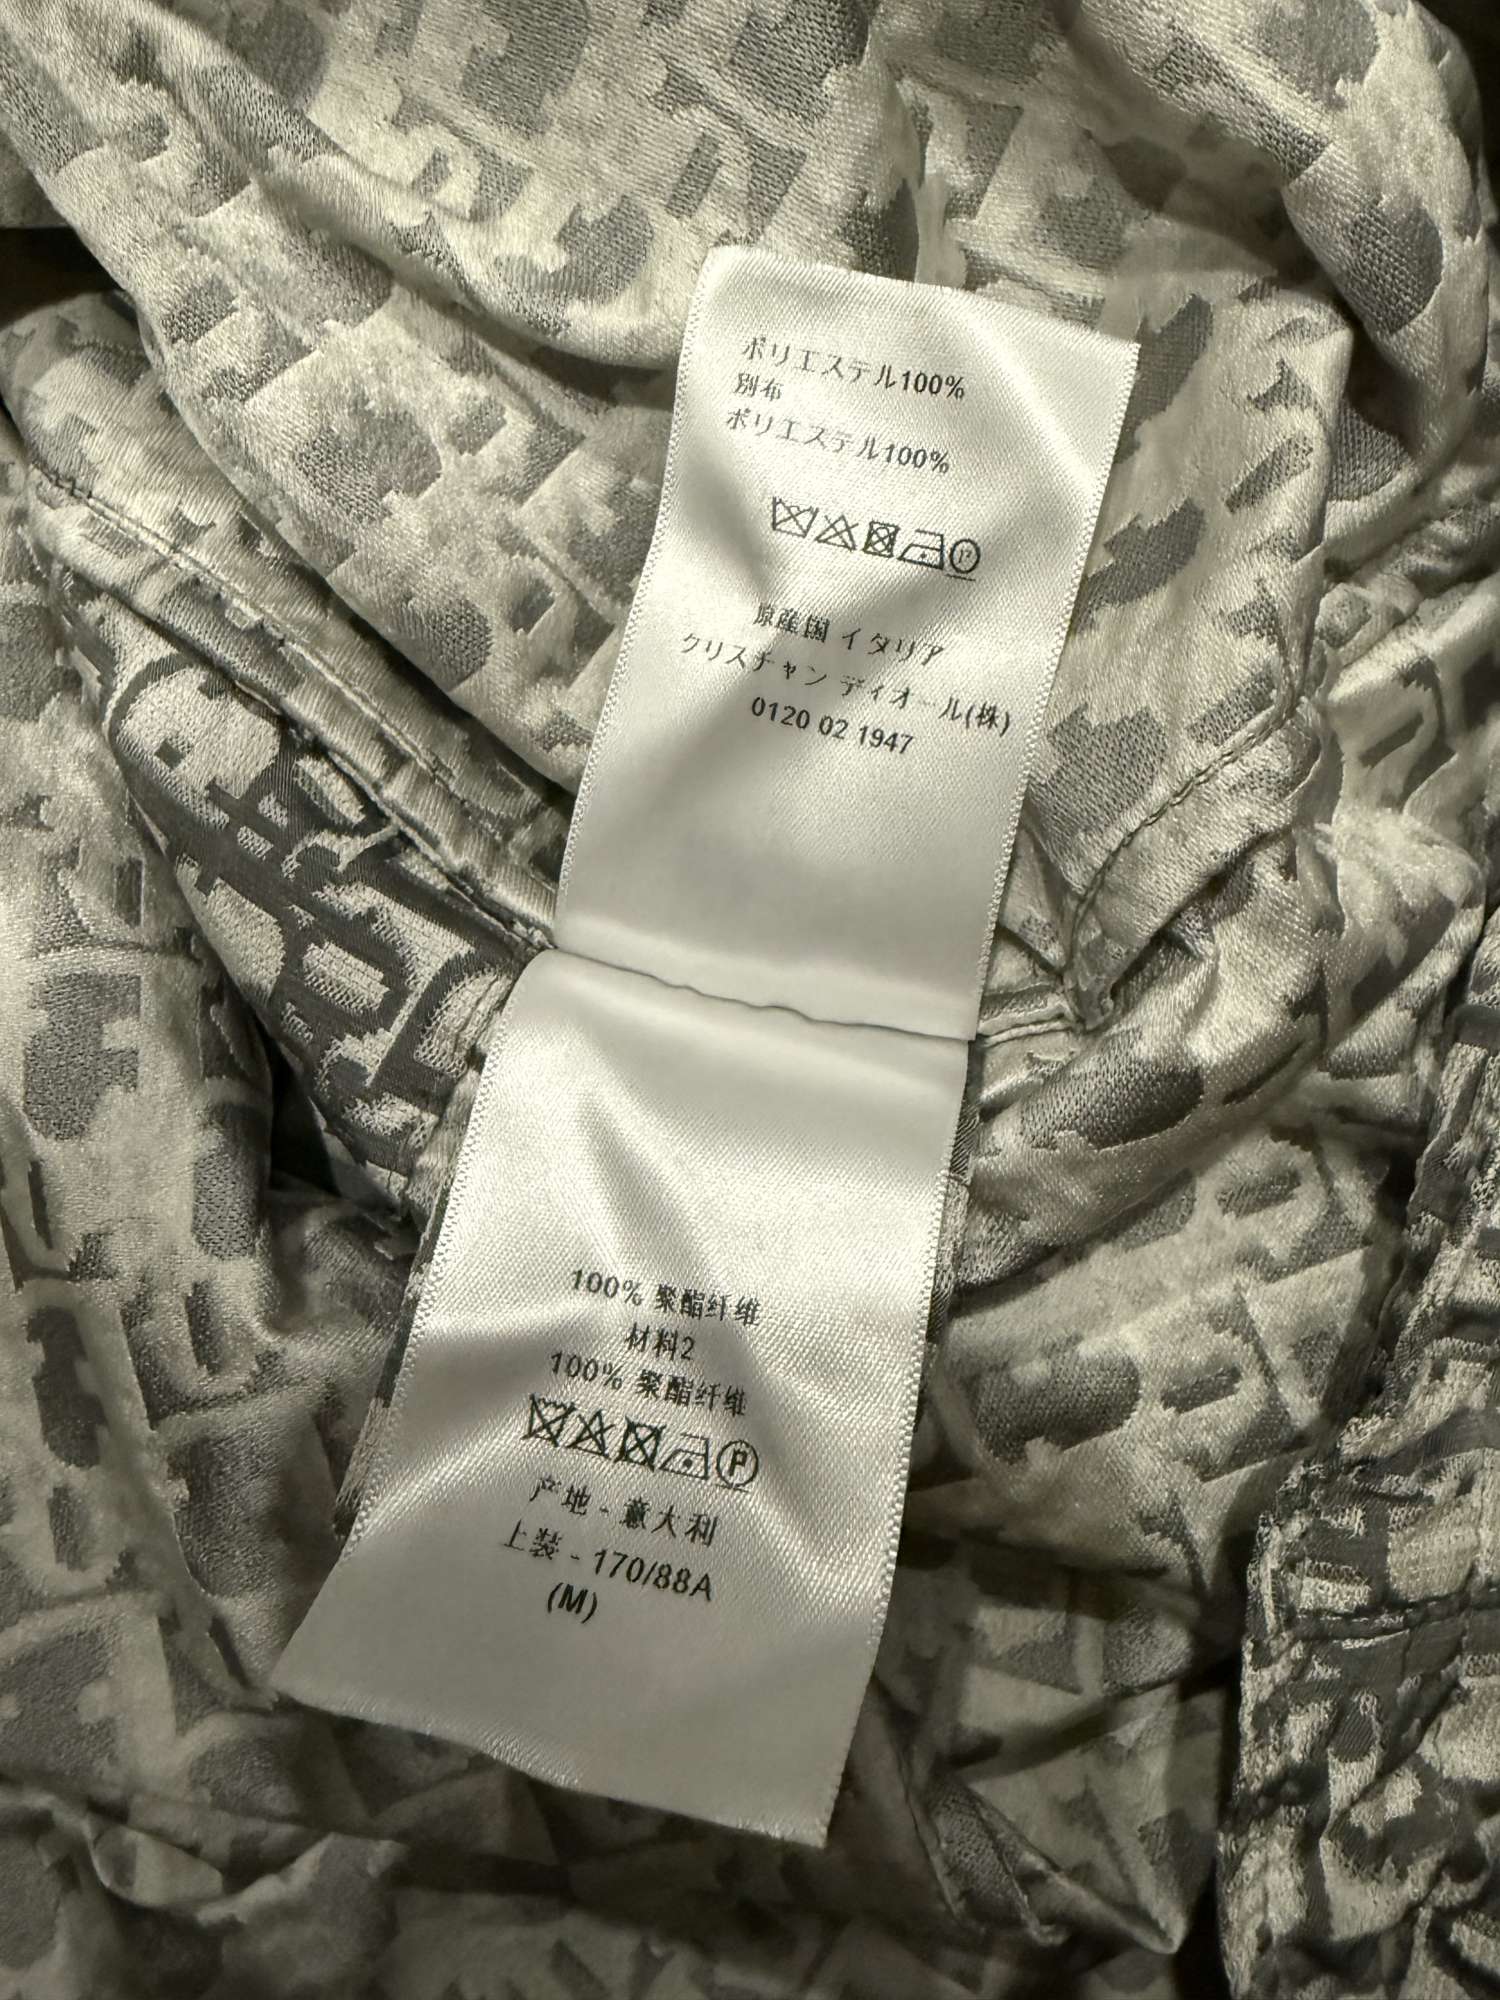 ポリエステル100%
別布
ポリエステル100%
P
原産国 イタリア
クリスチャン ディオール(株)
0120 02 1947
100% 聚酯纤维
材料2
100% 聚酯纤维
P
产地 - 意大利
上装 - 170/88A
(M)